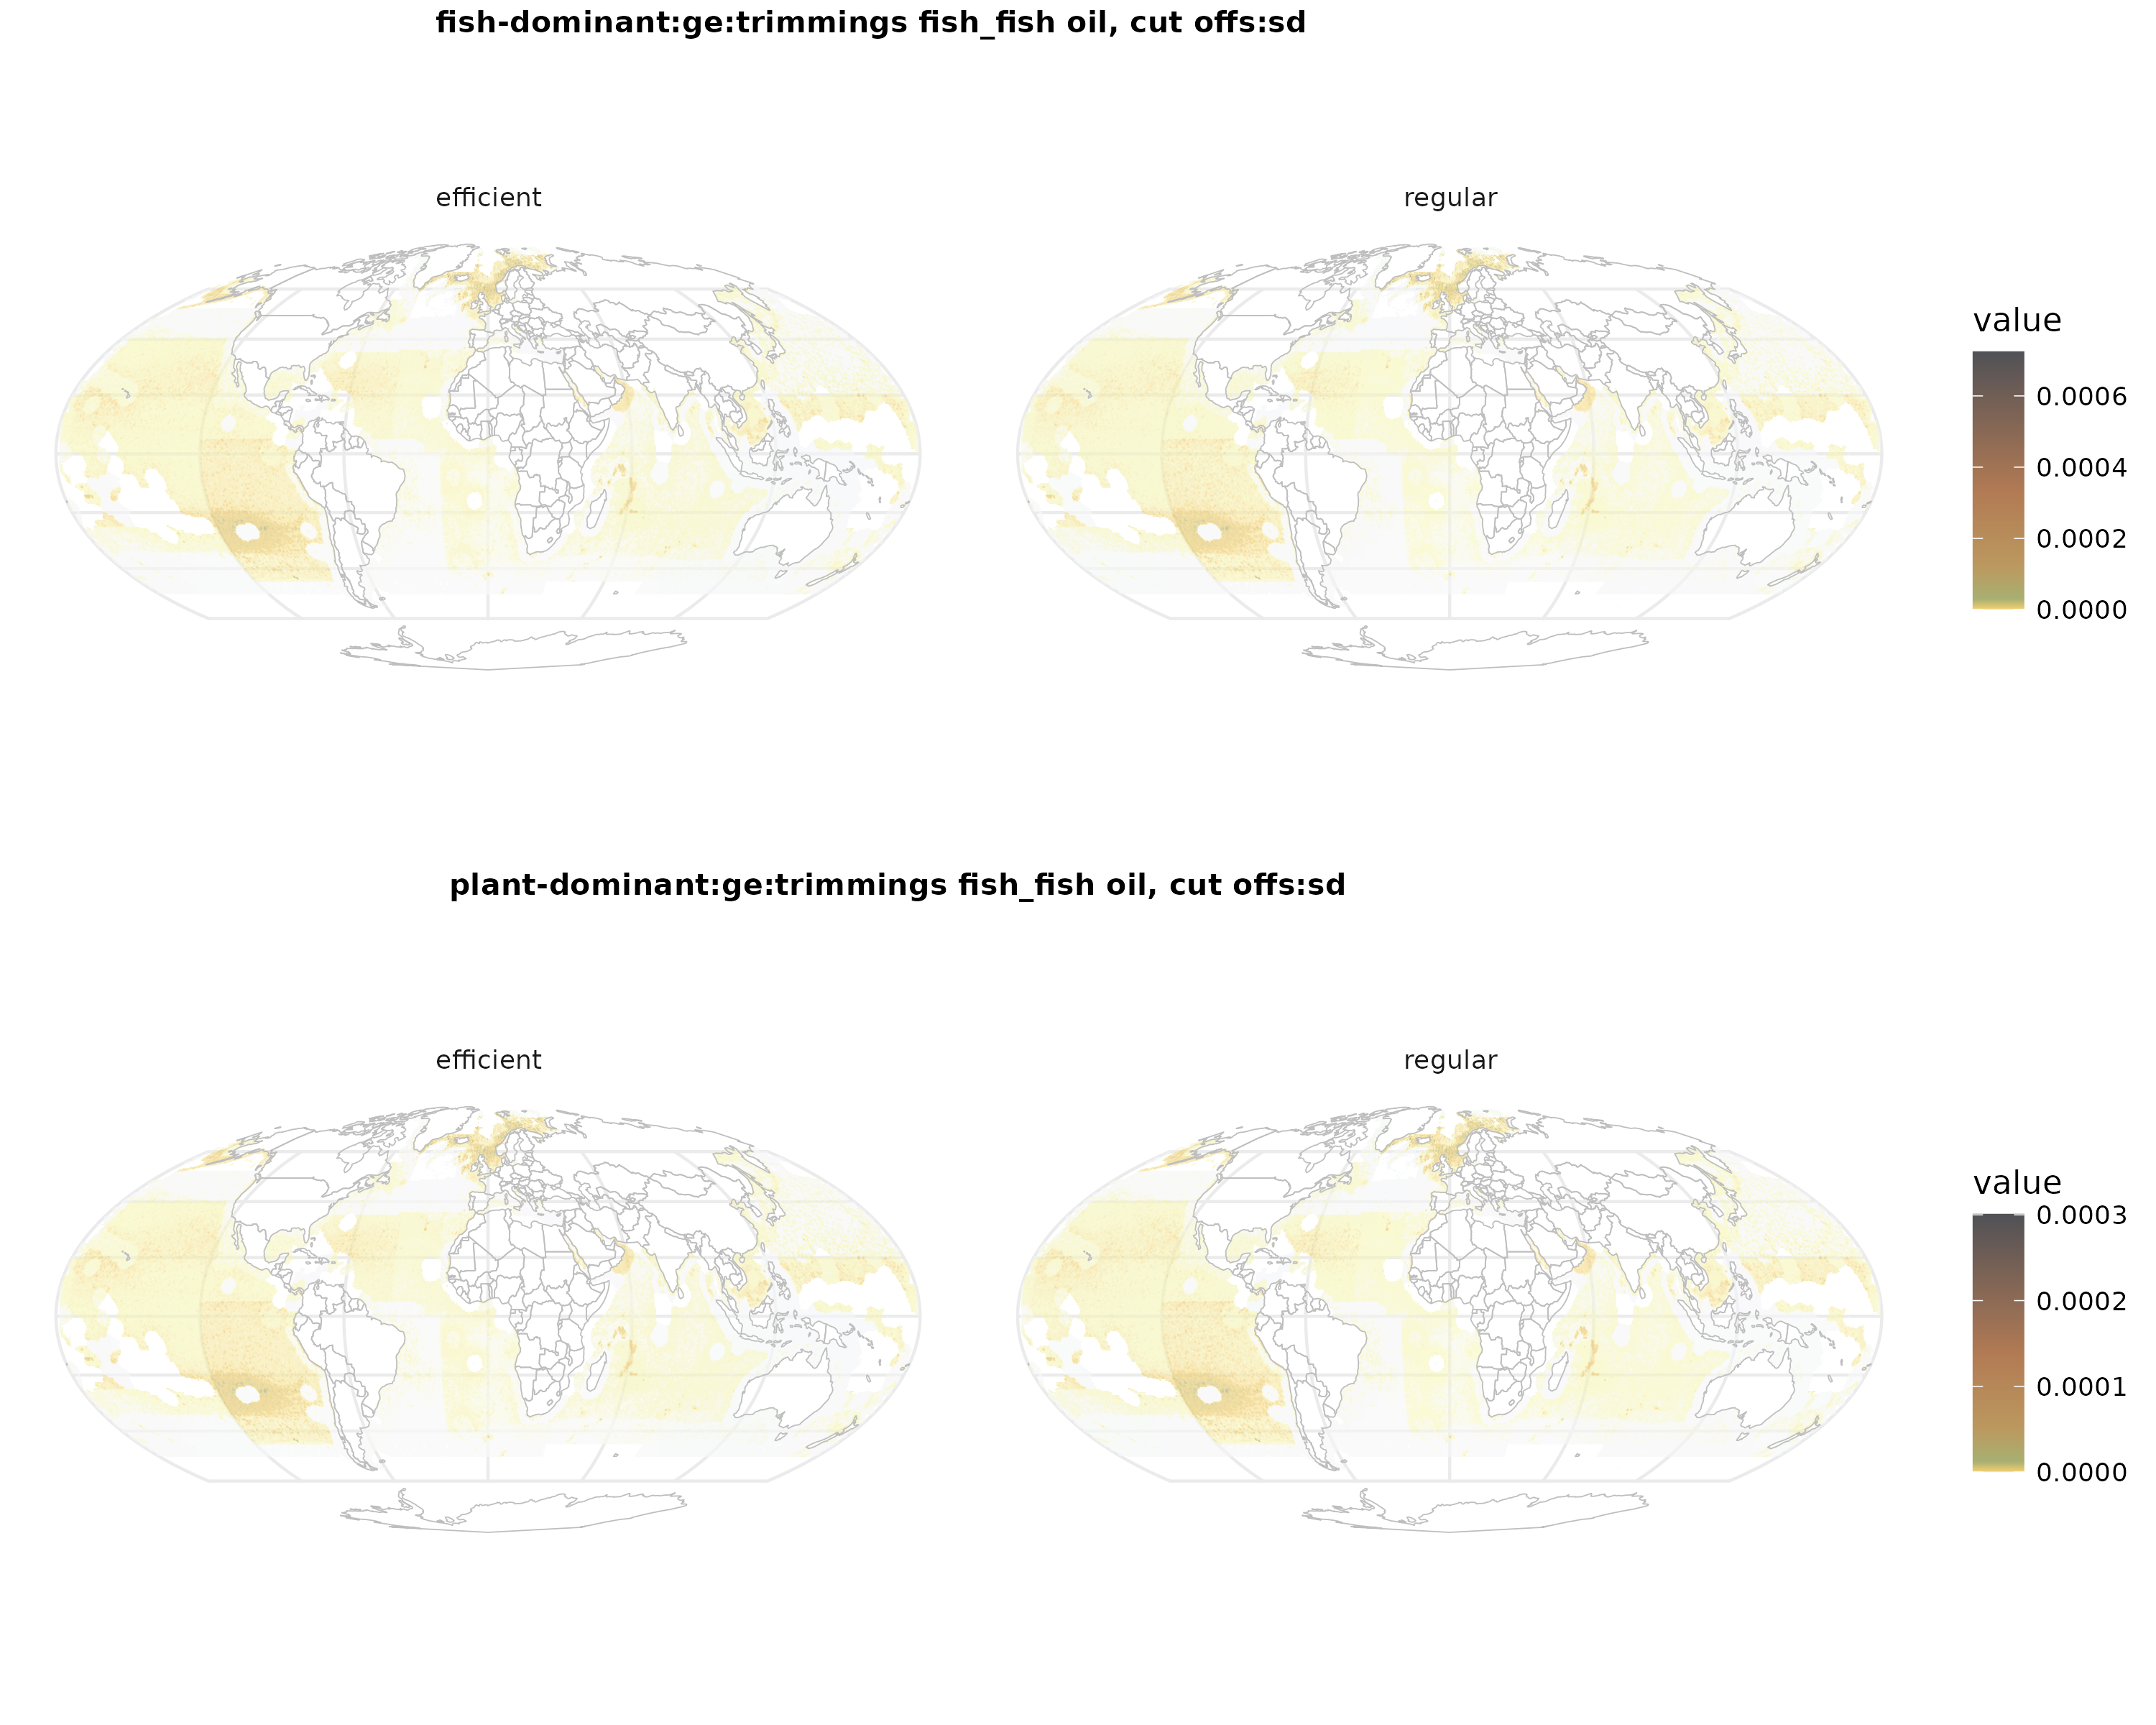 fish-dominant:ge:trimmings fish_fish oil, cut offs:sd
efficient
regular
value
0.0006
0.0004
0.0002
0.0000
plant-dominant:ge:trimmings fish_fish oil, cut offs:sd
efficient
regular
value
0.0003
0.0002
0.0001
0.0000